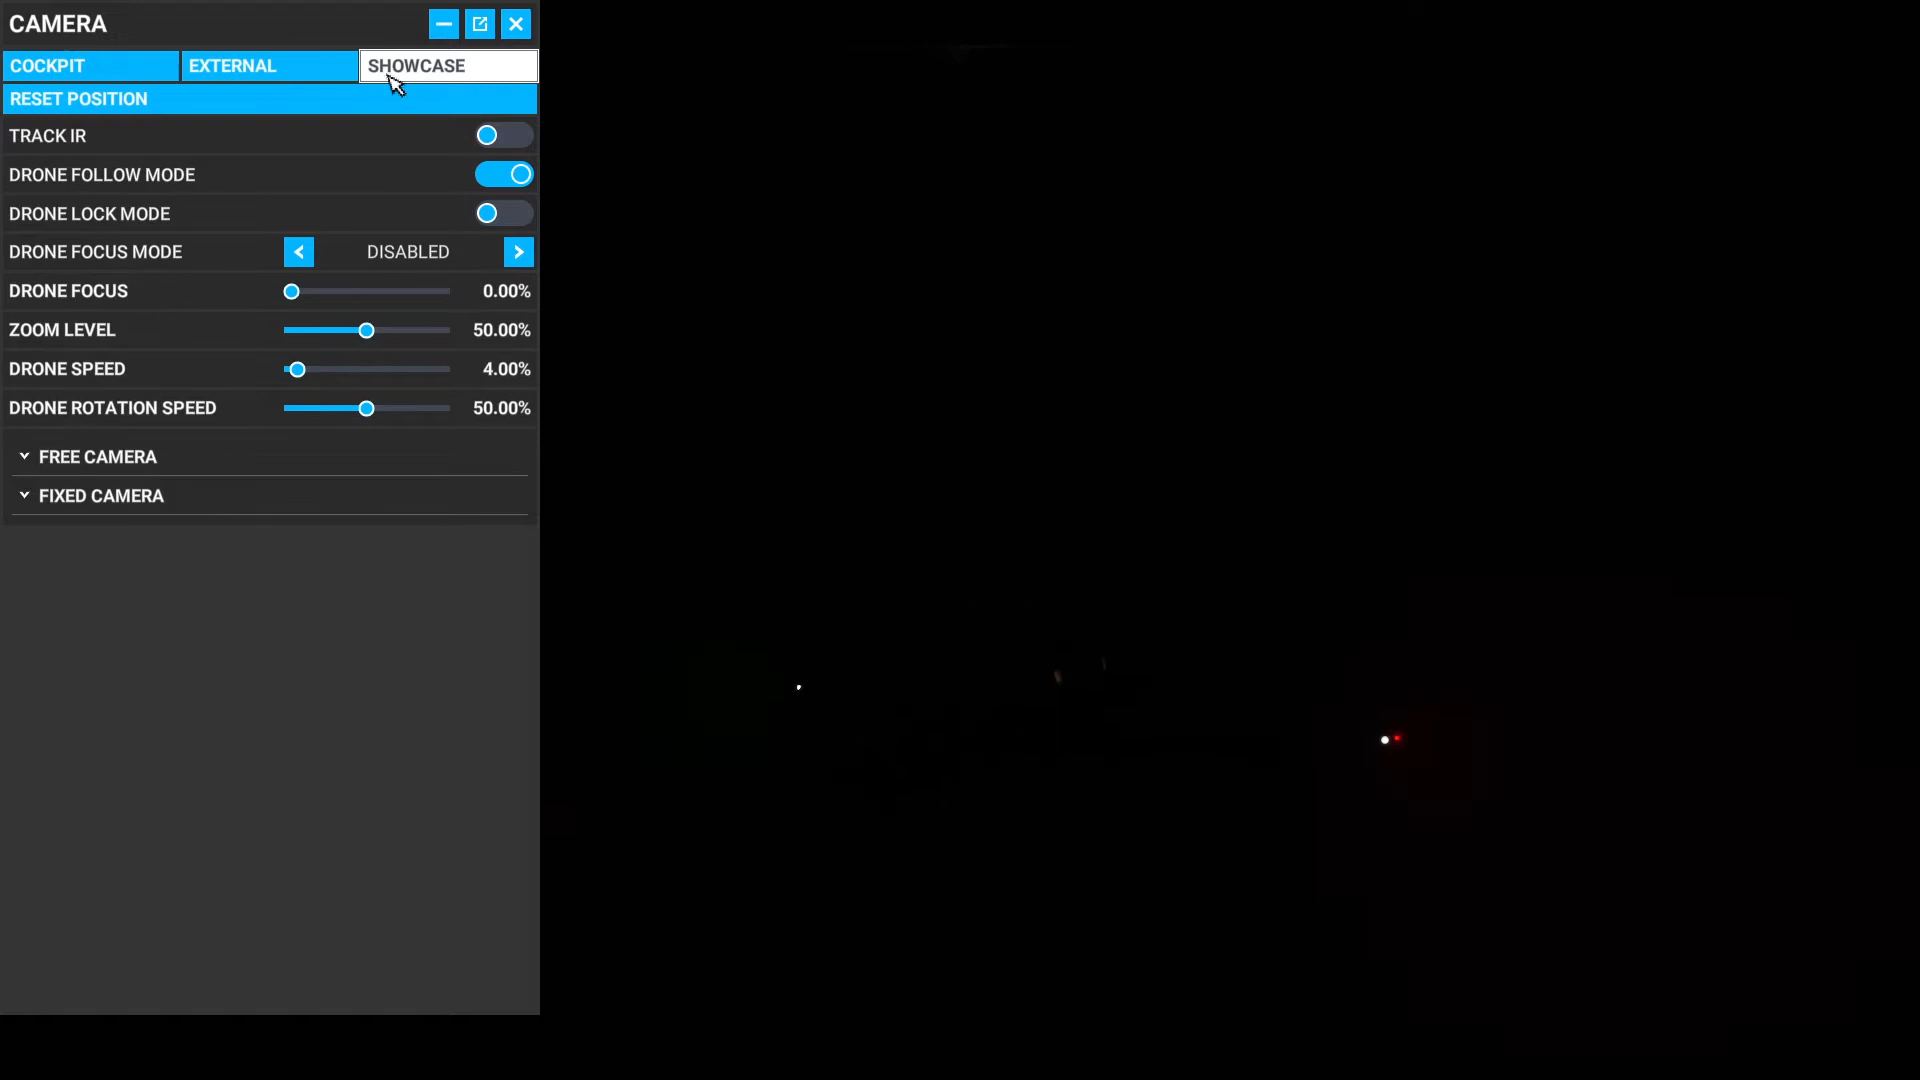 CAMERA
COCKPIT EXTERNAL SHOWCASE
RESET POSITION
TRACK IR
DRONE FOLLOW MODE
DRONE LOCK MODE
DRONE FOCUS MODE < DISABLED >
DRONE FOCUS 0.00%
ZOOM LEVEL 50.00%
DRONE SPEED 4.00%
DRONE ROTATION SPEED 50.00%
FREE CAMERA
FIXED CAMERA